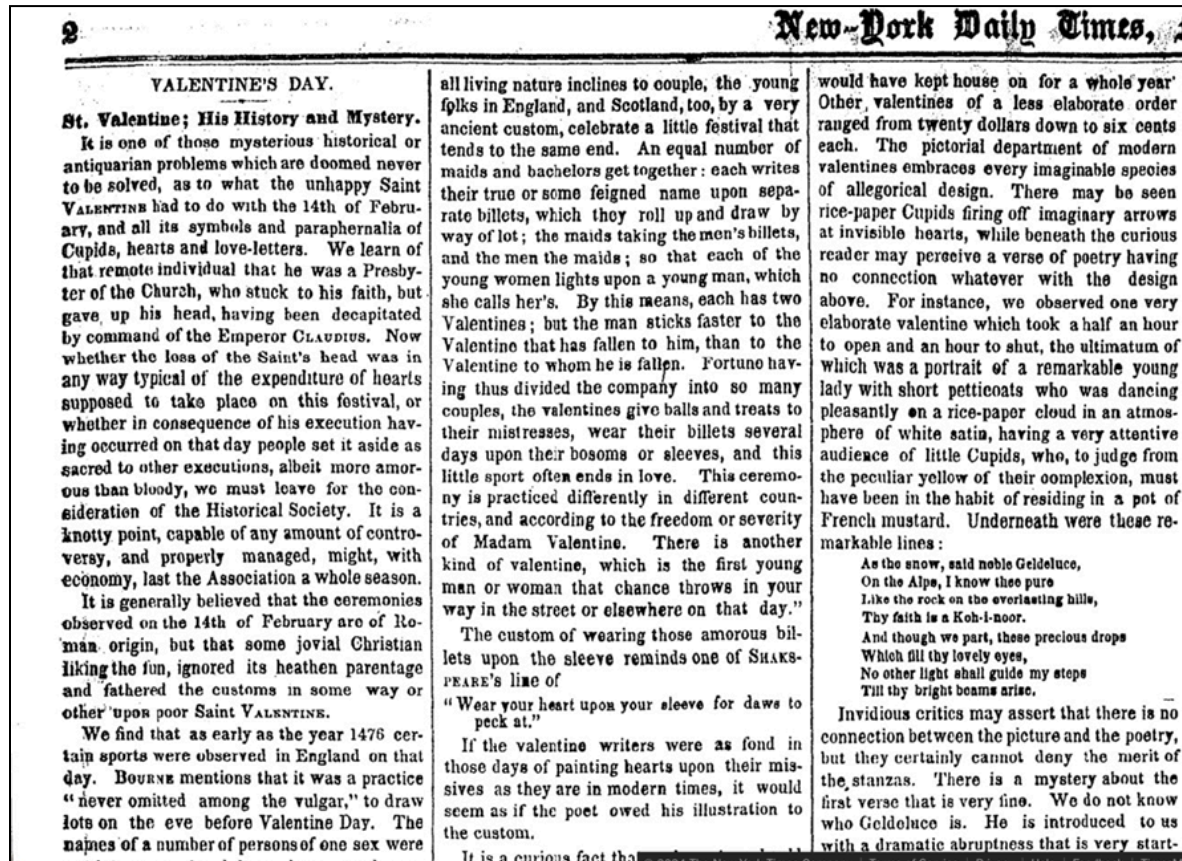 2
New-York Daily Times,
VALENTINE'S DAY.
St. Valentine; His History and Mystery.
It is one of those mysterious historical or
antiquarian problems which are doomed never
to be solved, as to what the unhappy Saint
VALENTINE had to do with the 14th of Febru-
ary, and all its symbols and paraphernalia of
Cupids, hearts and love-letters. We learn of
that remote individual that he was a Presby-
ter of the Church, who stuck to his faith, but
gave up his head, having been decapitated
by command of the Emperor CLAUDIUS. Now
whether the loss of the Saint's head was in
any way typical of the expenditure of hearts
supposed to take place on this festival, or
whether in consequence of his execution hav-
ing occurred on that day people set it aside as
sacred to other executions, albeit more amor-
ous than bloody, we must leave for the con-
sideration of the Historical Society. It is a
knotty point, capable of any amount of contro-
versy, and properly managed, might, with
economy, last the Association a whole season.
It is generally believed that the ceremonies
observed on the 14th of February are of Ro-
man origin, but that some jovial Christian
liking the fun, ignored its heathen parentage
and fathered the customs in some way or
other upon poor Saint VALENTINE.
We find that as early as the year 1476 cer-
tain sports were observed in England on that
day. BOURNE mentions that it was a practice
"never omitted among the vulgar," to draw
lots on the eve before Valentine Day. The
names of a number of persons of one sex were
all living nature inclines to couple, the young
folks in England, and Scotland, too, by a very
ancient custom, celebrate a little festival that
tends to the same end. An equal number of
maids and bachelors get together: each writes
their true or some feigned name upon sepa-
rate billets, which they roll up and draw by
way of lot; the maids taking the men's billets,
and the men the maids; so that each of the
young women lights upon a young man, which
she calls her's. By this means, each has two
Valentines; but the man sticks faster to the
Valentine that has fallen to him, than to the
Valentine to whom he is fallen. Fortune hav-
ing thus divided the company into so many
couples, the valentines give balls and treats to
their mistresses, wear their billets several
days upon their bosoms or sleeves, and this
little sport often ends in love. This ceremo-
ny is practiced differently in different coun-
tries, and according to the freedom or severity
of Madam Valentine. There is another
kind of valentine, which is the first young
man or woman that chance throws in your
way in the street or elsewhere on that day."
The custom of wearing those amorous bil-
lets upon the sleeve reminds one of SHAKS-
PEARE'S line of
"Wear your heart upon your sleeve for daws to
peck at."
If the valentine writers were as fond in
those days of painting hearts upon their mis-
sives as they are in modern times, it would
seem as if the poet owed his illustration to
the custom.
It is a curious fact tha
would have kept house on for a whole year
Other valentines of a less elaborate order
ranged from twenty dollars down to six cents
each. The pictorial department of modern
valentines embraces every imaginable species
of allegorical design. There may be seen
rice-paper Cupids firing off imaginary arrows
at invisible hearts, while beneath the curious
reader may perceive a verse of poetry having
no connection whatever with the design
above. For instance, we observed one very
elaborate valentine which took a half an hour
to open and an hour to shut, the ultimatum of
which was a portrait of a remarkable young
lady with short petticoats who was dancing
pleasantly on a rice-paper cloud in an atmos-
phere of white satin, having a very attentive
audience of little Cupids, who, to judge from
the peculiar yellow of their complexion, must
have been in the habit of residing in a pot of
French mustard. Underneath were these re-
markable lines:
As the snow, said noble Geldeluce,
On the Alps, I know thee pure
Like the rock on the everlasting hills,
Thy faith is a Koh-i-noor.
And though we part, these precious drops
Which fill thy lovely eyes,
No other light shall guide my steps
Till thy bright beams arise.
Invidious critics may assert that there is no
connection between the picture and the poetry,
but they certainly cannot deny the merit of
the stanzas. There is a mystery about the
first verse that is very fine. We do not know
who Geldeluce is. He is introduced to us
with a dramatic abruptness that is very start-